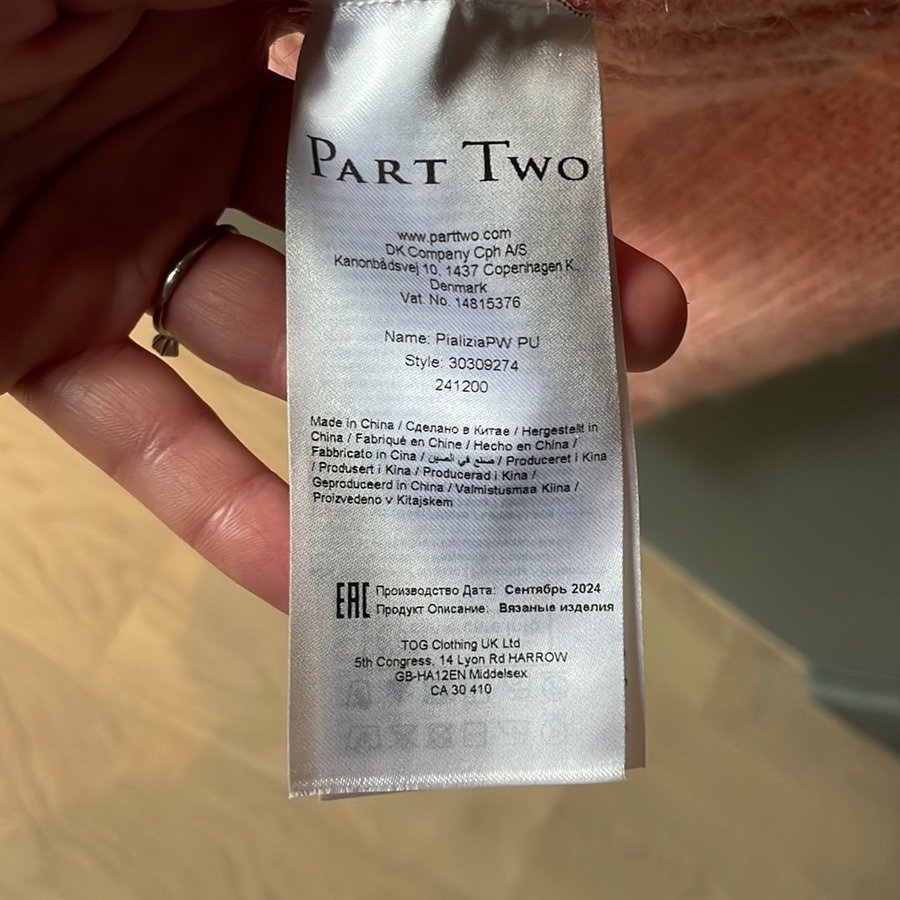 PART TWO
www.parttwo.com
DK Company Cph A/S
Kanonbådsvej 10, 1437 Copenhagen K.,
Denmark
Vat. No. 14815376
Name: PializiaPW PU
Style: 30309274
241200
Made in China / Сделано в Китае / Hergestellt in
China / Fabriqué en Chine / Hecho en China /
Fabbricato in Cina / صنع في الصين / Produceret i Kina
/ Produsert i Kina / Producerad i Kina /
Geproduceerd in China / Valmistusmaa Kiina /
Proizvedeno v Kitajskem
EAC Производство Дата: Сентябрь 2024
Продукт Описание: Вязаные изделия
TOG Clothing UK Ltd
5th Congress, 14 Lyon Rd HARROW
GB-HA12EN Middelsex
CA 30 410